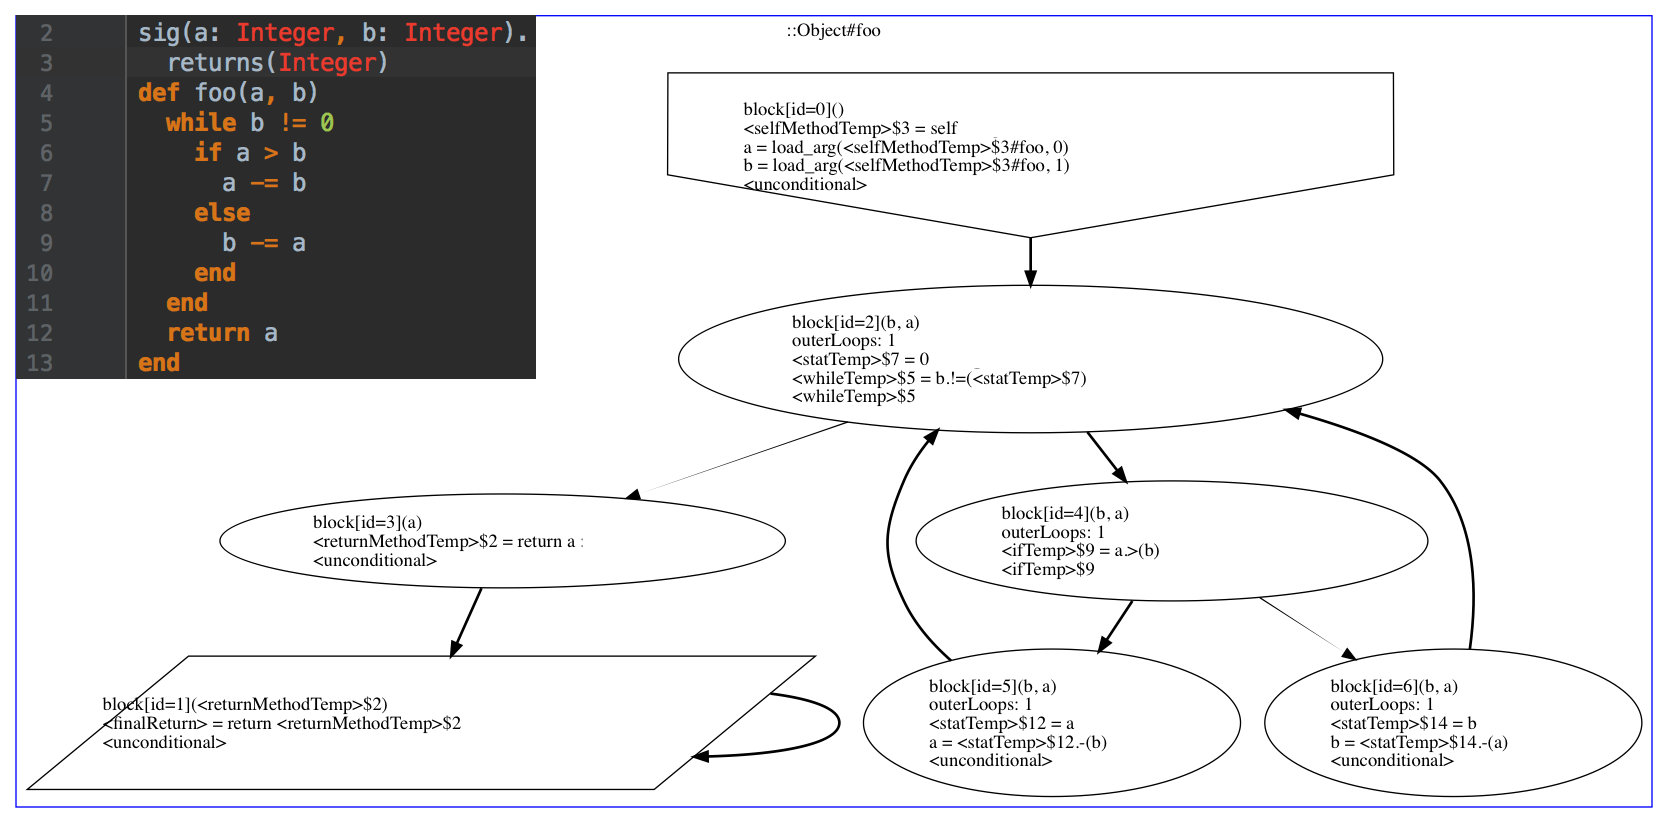 2 sig(a: Integer, b: Integer).
3 returns(Integer)
4 def foo(a, b)
5 while b != 0
6 if a > b
7 a -= b
8 else
9 b -= a
10 end
11 end
12 return a
13 end
::Object#foo
block[id=0]()
<selfMethodTemp>$3 = self
a = load_arg(<selfMethodTemp>$3#foo, 0)
b = load_arg(<selfMethodTemp>$3#foo, 1)
<unconditional>
block[id=2](b, a)
outerLoops: 1
<statTemp>$7 = 0
<whileTemp>$5 = b.!=(<statTemp>$7)
<whileTemp>$5
block[id=3](a)
<returnMethodTemp>$2 = return a :
<unconditional>
block[id=4](b, a)
outerLoops: 1
<ifTemp>$9 = a.>(b)
<ifTemp>$9
block[id=1](<returnMethodTemp>$2)
<finalReturn> = return <returnMethodTemp>$2
<unconditional>
block[id=5](b, a)
outerLoops: 1
<statTemp>$12 = a
a = <statTemp>$12.-(b)
<unconditional>
block[id=6](b, a)
outerLoops: 1
<statTemp>$14 = b
b = <statTemp>$14.-(a)
<unconditional>